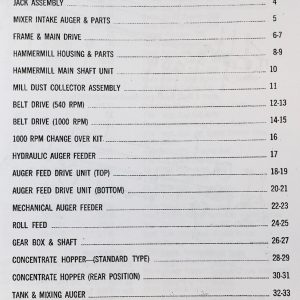 JACK ASSEMBLY 4
MIXER INTAKE AUGER & PARTS 5
FRAME & MAIN DRIVE 6-7
HAMMERMILL HOUSING & PARTS 8-9
HAMMERMILL MAIN SHAFT UNIT 10
MILL DUST COLLECTOR ASSEMBLY 11
BELT DRIVE (540 RPM) 12-13
BELT DRIVE (1000 RPM) 14-15
1000 RPM CHANGE OVER KIT 16
HYDRAULIC AUGER FEEDER 17
AUGER FEED DRIVE UNIT (TOP) 18-19
AUGER FEED DRIVE UNIT (BOTTOM) 20-21
MECHANICAL AUGER FEEDER 22-23
ROLL FEED 24-25
GEAR BOX & SHAFT 26-27
CONCENTRATE HOPPER—(STANDARD TYPE) 28-29
CONCENTRATE HOPPER (REAR POSITION) 30-31
TANK & MIXING AUGER 32-33